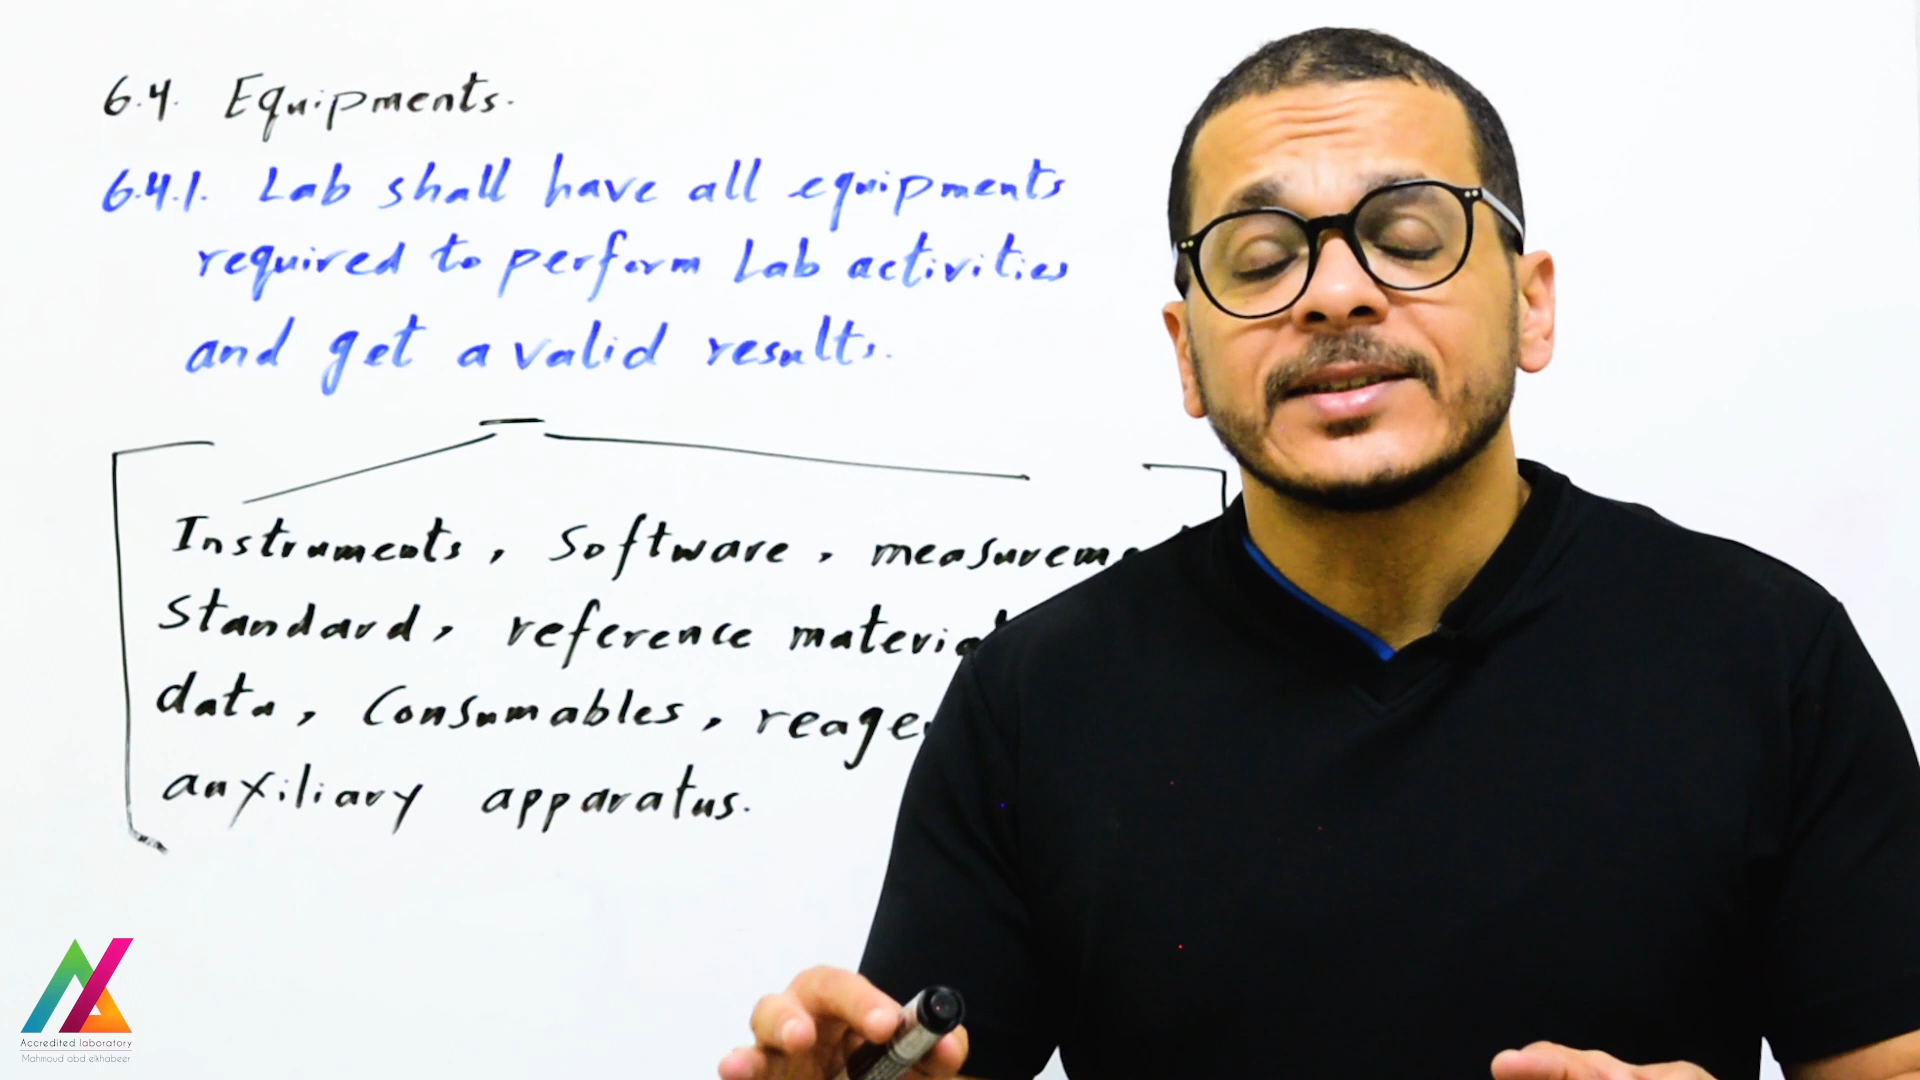 6.4. Equipments.
6.4.1. Lab shall have all equipments
required to perform Lab activities
and get a valid results.
Instruments, Software, measurem
Standard, reference material
data, Consumables, reage
auxiliary apparatus.
Accredited laboratory
Mahmoud abd elkhabeer